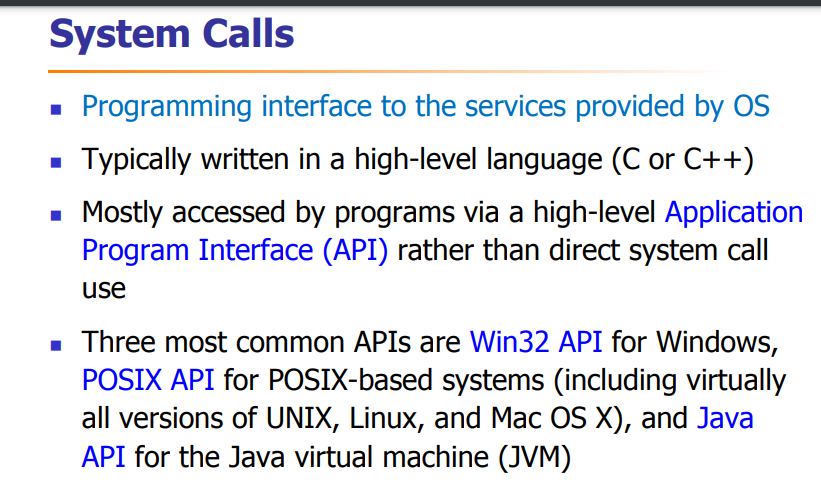 System Calls
▪ Programming interface to the services provided by OS
▪ Typically written in a high-level language (C or C++)
▪ Mostly accessed by programs via a high-level Application
Program Interface (API) rather than direct system call
use
▪ Three most common APIs are Win32 API for Windows,
POSIX API for POSIX-based systems (including virtually
all versions of UNIX, Linux, and Mac OS X), and Java
API for the Java virtual machine (JVM)